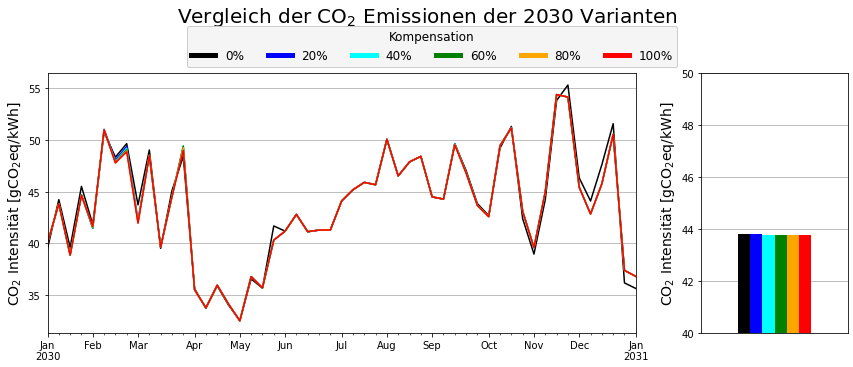 Vergleich der CO₂ Emissionen der 2030 Varianten
Kompensation
0% 20% 40% 60% 80% 100%
CO₂ Intensität [gCO₂eq/kWh]
55
50
45
40
35
Jan Feb Mar Apr May Jun Jul Aug Sep Oct Nov Dec Jan
2030 2031
CO₂ Intensität [gCO₂eq/kWh]
50
48
46
44
42
40